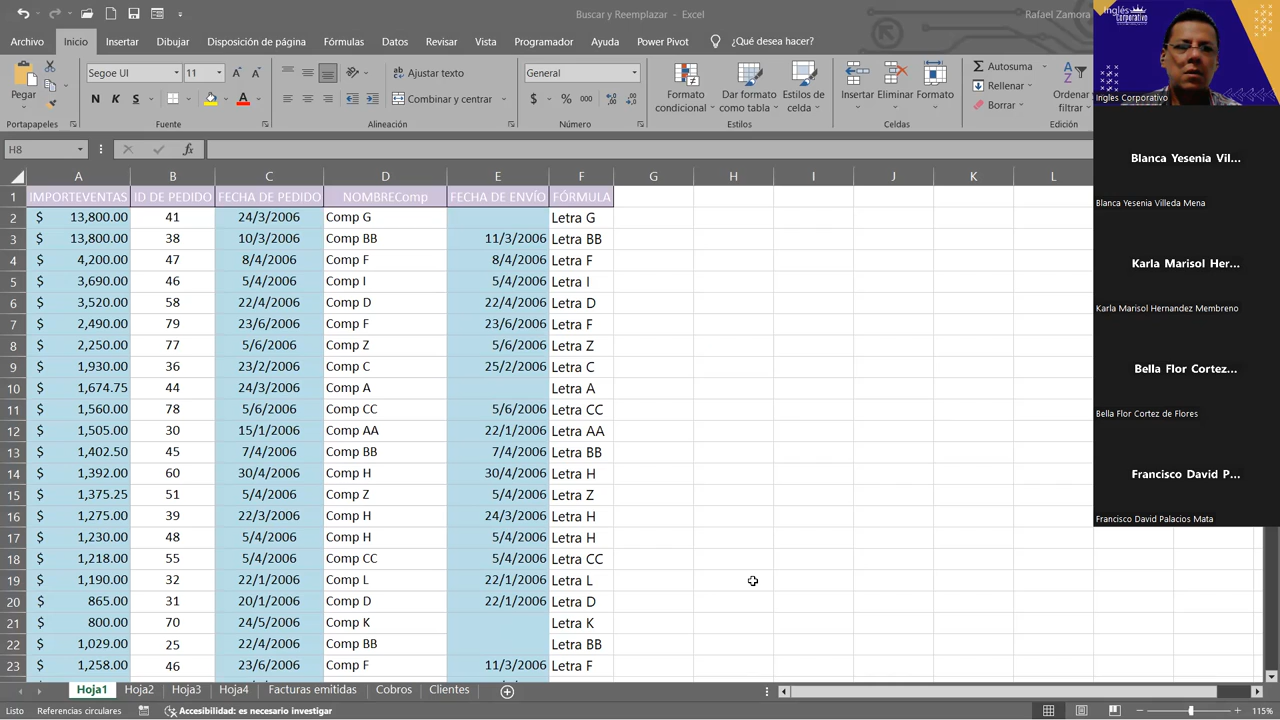 Buscar y Reemplazar - Excel
Rafael Zamora
Archivo Inicio Insertar Dibujar Disposición de página Fórmulas Datos Revisar Vista Programador Ayuda Power Pivot ¿Qué desea hacer?
Pegar
Portapapeles
Segoe UI 11
N K S
Fuente
Ajustar texto
Combinar y centrar
Alineación
General
$ % 000
Número
Formato condicional
Dar formato como tabla
Estilos de celda
Estilos
Insertar Eliminar Formato
Celdas
Autosuma
Rellenar
Borrar
Ordenar
filtrar
Edición
H8
fx
A B C D E F G H I J K L
1 IMPORTEVENTAS ID DE PEDIDO FECHA DE PEDIDO NOMBREComp FECHA DE ENVÍO FÓRMULA
2 $ 13,800.00 41 24/3/2006 Comp G Letra G
3 $ 13,800.00 38 10/3/2006 Comp BB 11/3/2006 Letra BB
4 $ 4,200.00 47 8/4/2006 Comp F 8/4/2006 Letra F
5 $ 3,690.00 46 5/4/2006 Comp I 5/4/2006 Letra I
6 $ 3,520.00 58 22/4/2006 Comp D 22/4/2006 Letra D
7 $ 2,490.00 79 23/6/2006 Comp F 23/6/2006 Letra F
8 $ 2,250.00 77 5/6/2006 Comp Z 5/6/2006 Letra Z
9 $ 1,930.00 36 23/2/2006 Comp C 25/2/2006 Letra C
10 $ 1,674.75 44 24/3/2006 Comp A Letra A
11 $ 1,560.00 78 5/6/2006 Comp CC 5/6/2006 Letra CC
12 $ 1,505.00 30 15/1/2006 Comp AA 22/1/2006 Letra AA
13 $ 1,402.50 45 7/4/2006 Comp BB 7/4/2006 Letra BB
14 $ 1,392.00 60 30/4/2006 Comp H 30/4/2006 Letra H
15 $ 1,375.25 51 5/4/2006 Comp Z 5/4/2006 Letra Z
16 $ 1,275.00 39 22/3/2006 Comp H 24/3/2006 Letra H
17 $ 1,230.00 48 5/4/2006 Comp H 5/4/2006 Letra H
18 $ 1,218.00 55 5/4/2006 Comp CC 5/4/2006 Letra CC
19 $ 1,190.00 32 22/1/2006 Comp L 22/1/2006 Letra L
20 $ 865.00 31 20/1/2006 Comp D 22/1/2006 Letra D
21 $ 800.00 70 24/5/2006 Comp K Letra K
22 $ 1,029.00 25 22/4/2006 Comp BB Letra BB
23 $ 1,258.00 46 23/6/2006 Comp F 11/3/2006 Letra F
Hoja1 Hoja2 Hoja3 Hoja4 Facturas emitidas Cobros Clientes
Listo Referencias circulares Accesibilidad: es necesario investigar 115%
Inglés
Corporativo
Ingles Corporativo
Blanca Yesenia Vil...
Blanca Yesenia Villeda Mena
Karla Marisol Her...
Karla Marisol Hernandez Membreno
Bella Flor Cortez...
Bella Flor Cortez de Flores
Francisco David P...
Francisco David Palacios Mata